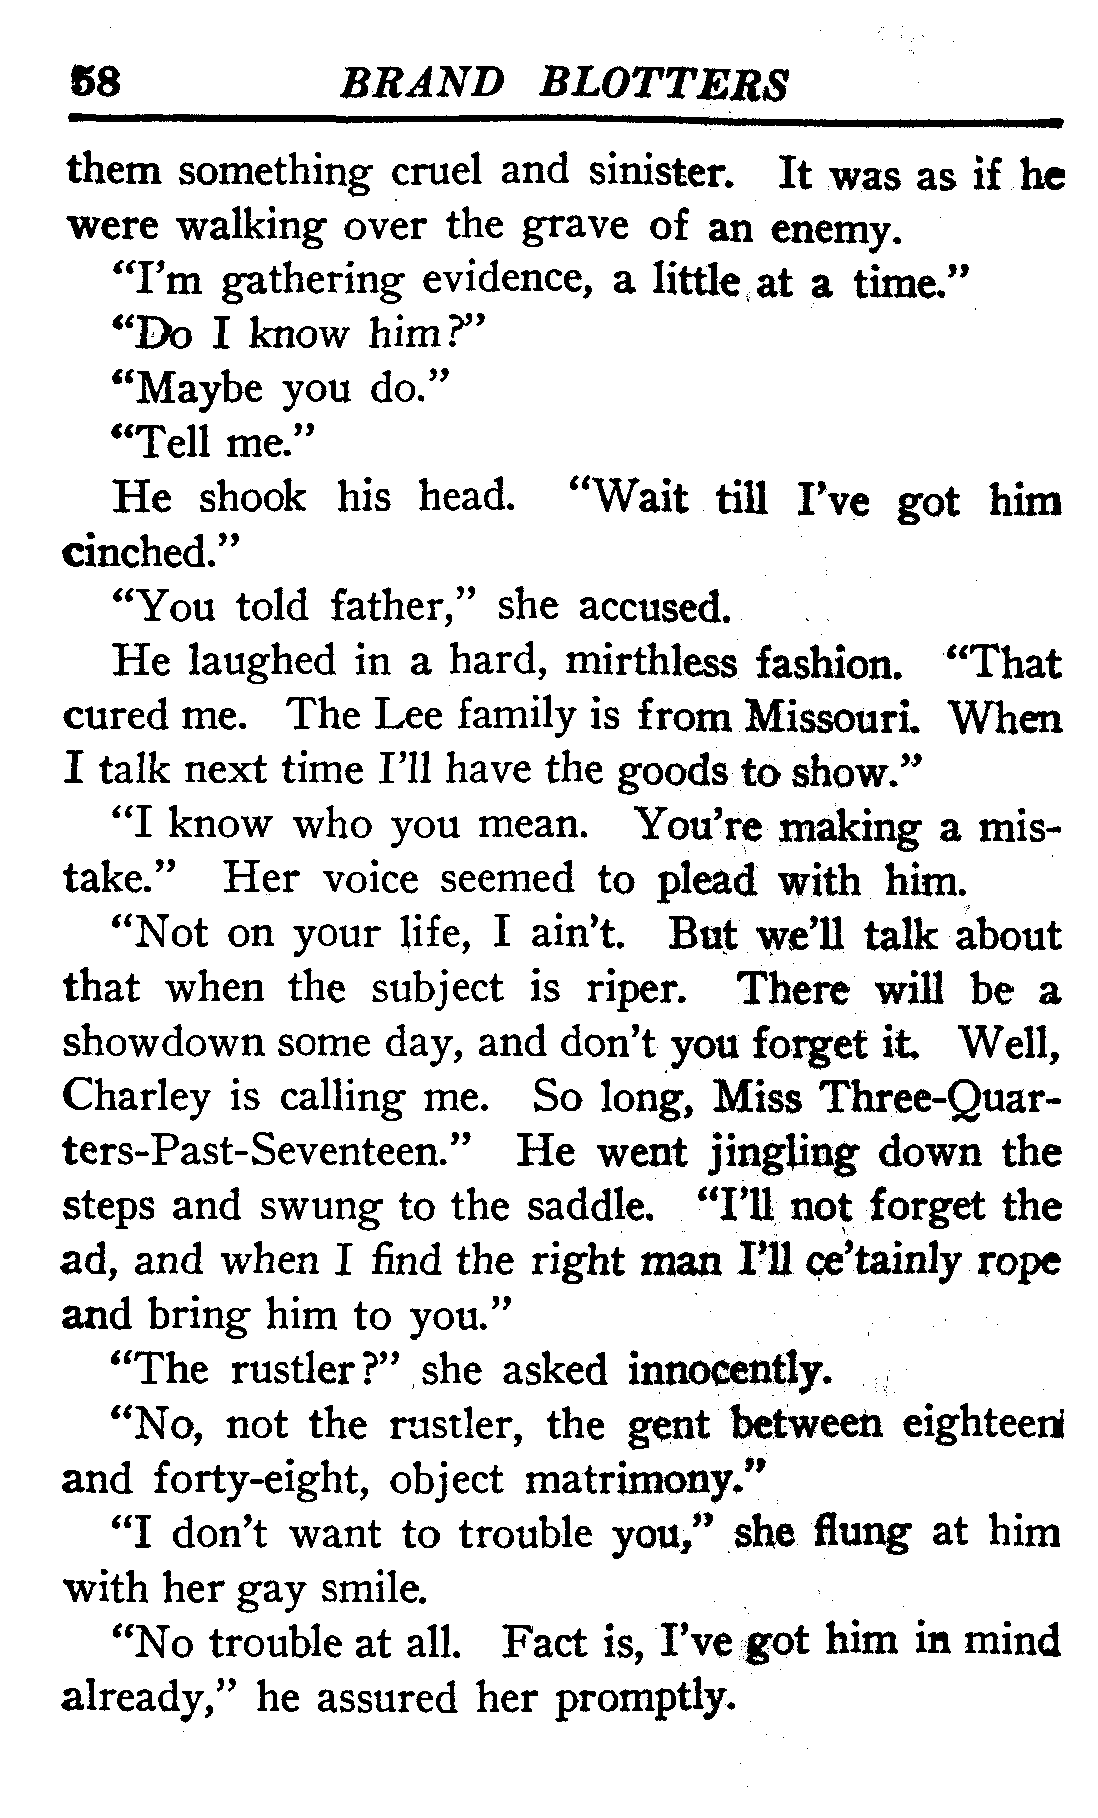 58 BRAND BLOTTERS
them something cruel and sinister. It was as if he
were walking over the grave of an enemy.
“I’m gathering evidence, a little at a time.”
“Do I know him?”
“Maybe you do.”
“Tell me.”
He shook his head. “Wait till I’ve got him
cinched.”
“You told father,” she accused.
He laughed in a hard, mirthless fashion. “That
cured me. The Lee family is from Missouri. When
I talk next time I’ll have the goods to show.”
“I know who you mean. You’re making a mis-
take.” Her voice seemed to plead with him.
“Not on your life, I ain’t. But we’ll talk about
that when the subject is riper. There will be a
showdown some day, and don’t you forget it. Well,
Charley is calling me. So long, Miss Three-Quar-
ters-Past-Seventeen.” He went jingling down the
steps and swung to the saddle. “I’ll not forget the
ad, and when I find the right man I’ll ce’tainly rope
and bring him to you.”
“The rustler?” she asked innocently.
“No, not the rustler, the gent between eighteen
and forty-eight, object matrimony.”
“I don’t want to trouble you,” she flung at him
with her gay smile.
“No trouble at all. Fact is, I’ve got him in mind
already,” he assured her promptly.